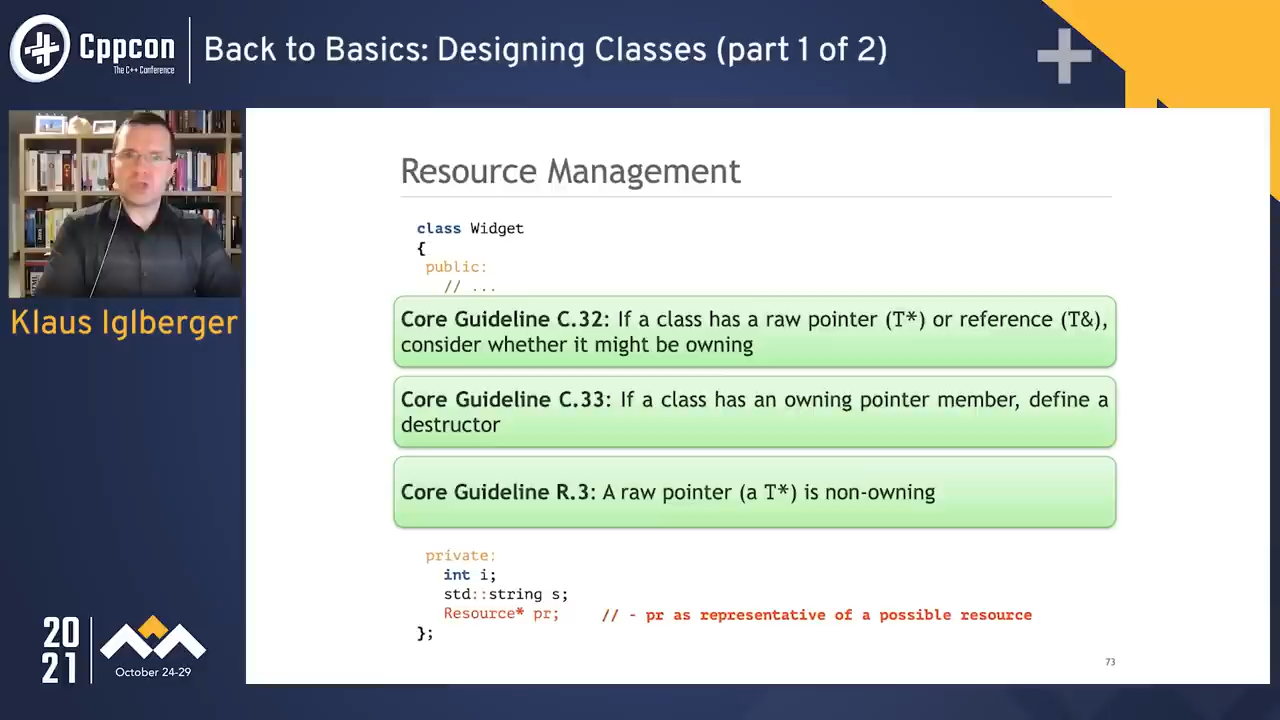 Cppcon
The C++ Conference
Back to Basics: Designing Classes (part 1 of 2)
Klaus Iglberger
Resource Management
class Widget
{
public:
// ...
Core Guideline C.32: If a class has a raw pointer (T*) or reference (T&),
consider whether it might be owning
Core Guideline C.33: If a class has an owning pointer member, define a
destructor
Core Guideline R.3: A raw pointer (a T*) is non-owning
private:
int i;
std::string s;
Resource* pr; // - pr as representative of a possible resource
};
73
20
21
October 24-29